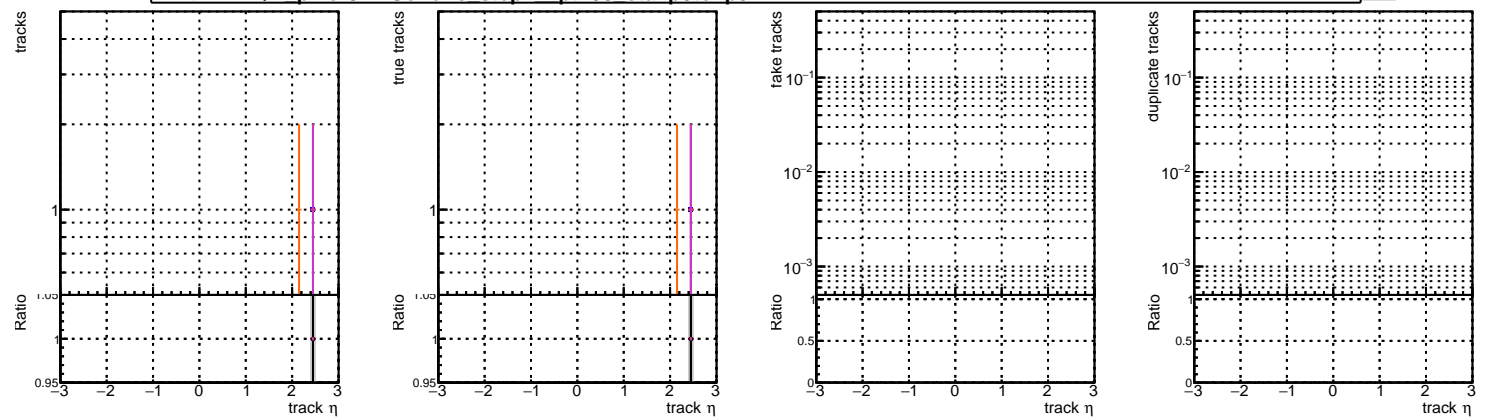 tracks
1
Ratio
1.05
1
0.95
−3 −2 −1 0 1 2 3
track η
true tracks
1
Ratio
1.05
1
0.95
−3 −2 −1 0 1 2 3
track η
fake tracks
10⁻¹
10⁻²
10⁻³
Ratio
1
0.5
0
−3 −2 −1 0 1 2 3
track η
duplicate tracks
10⁻¹
10⁻²
10⁻³
Ratio
1
0.5
0
−3 −2 −1 0 1 2 3
track η